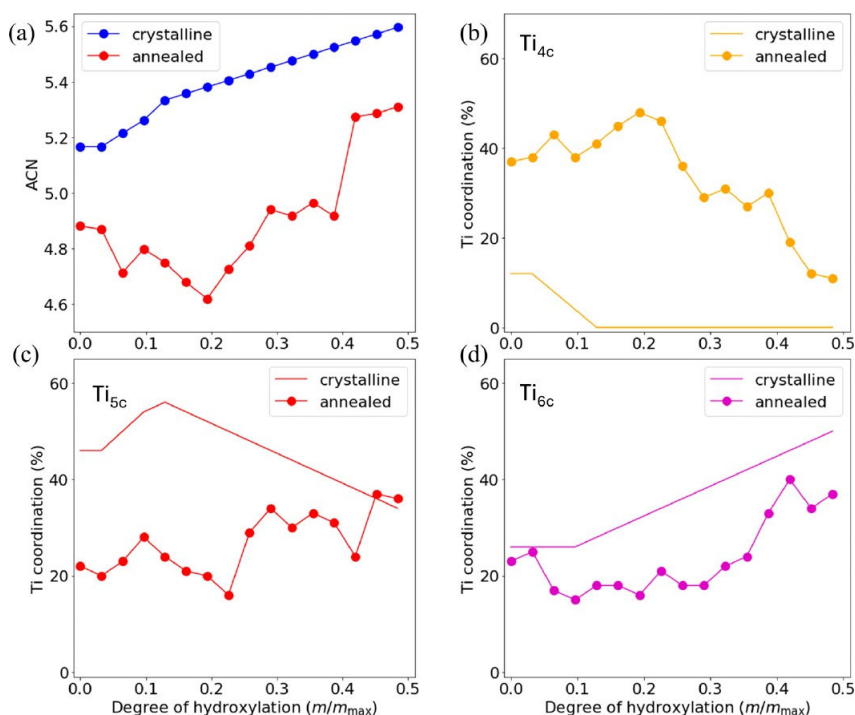 (a)
5.6
5.4
5.2
5.0
4.8
4.6
ACN
crystalline
annealed
0.0 0.1 0.2 0.3 0.4 0.5
(b)
Ti4c
60
40
20
0
Ti coordination (%)
crystalline
annealed
0.0 0.1 0.2 0.3 0.4 0.5
(c)
Ti5c
60
40
20
0
Ti coordination (%)
crystalline
annealed
0.0 0.1 0.2 0.3 0.4 0.5
Degree of hydroxylation (m/mmax)
(d)
Ti6c
60
40
20
0
Ti coordination (%)
crystalline
annealed
0.0 0.1 0.2 0.3 0.4 0.5
Degree of hydroxylation (m/mmax)